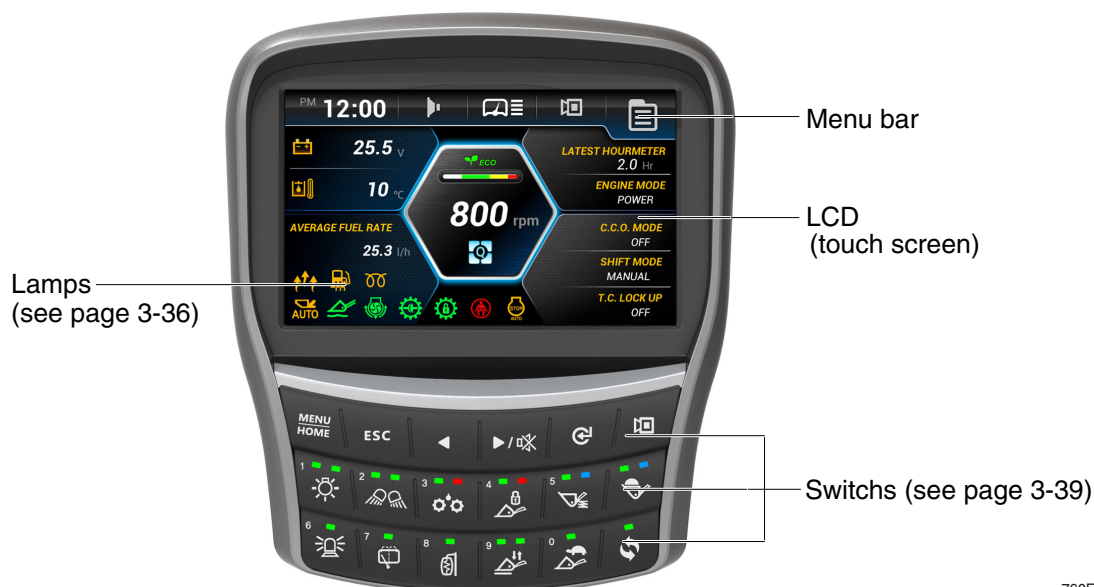 PM 12:00
Menu bar
25.5 V
ECO
LATEST HOURMETER
2.0 Hr
10 °C
ENGINE MODE
POWER
800 rpm
LCD
(touch screen)
AVERAGE FUEL RATE
25.3 l/h
Q
C.C.O. MODE
OFF
SHIFT MODE
MANUAL
T.C. LOCK UP
OFF
Lamps
(see page 3-36)
AUTO
STOP
AUTO
MENU
HOME
ESC
1
2
3
4
5
Switchs (see page 3-39)
6
7
8
9
0